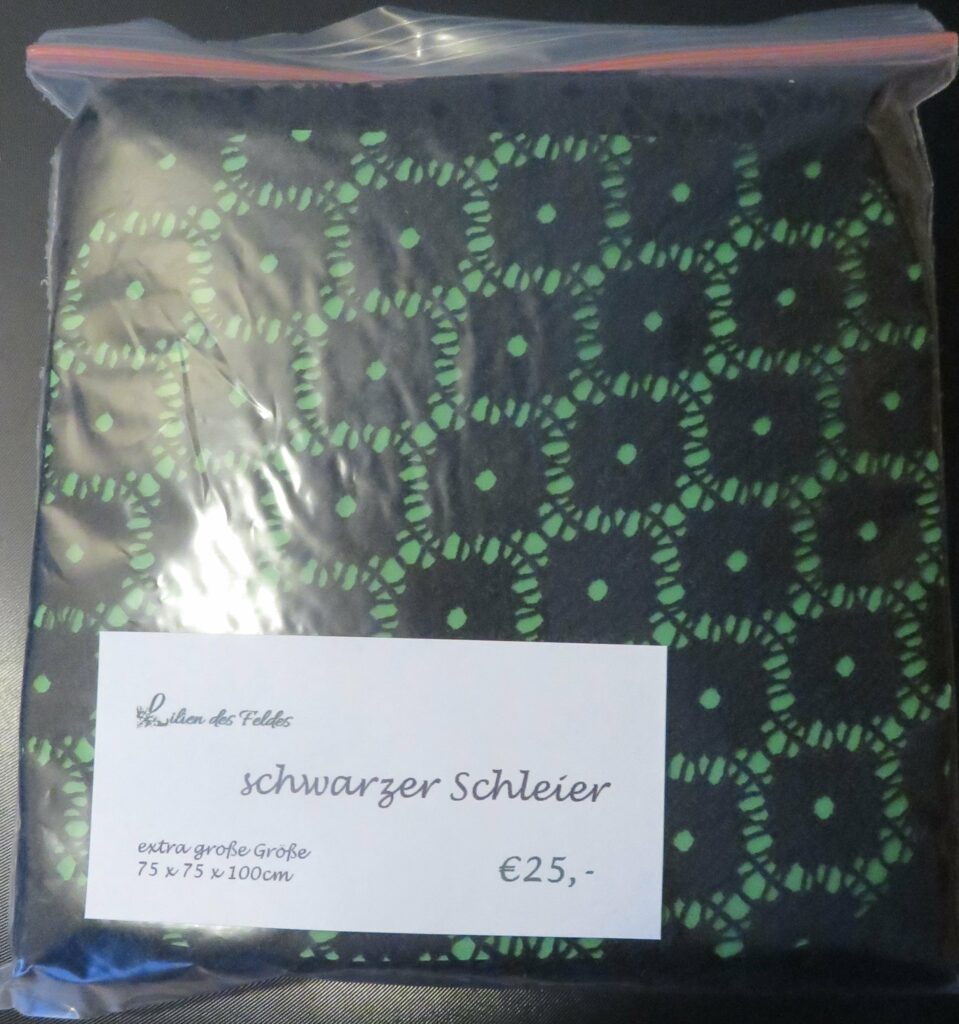 Lilien des Feldes
schwarzer Schleier
extra große Größe
75 x 75 x 100cm
€25,-